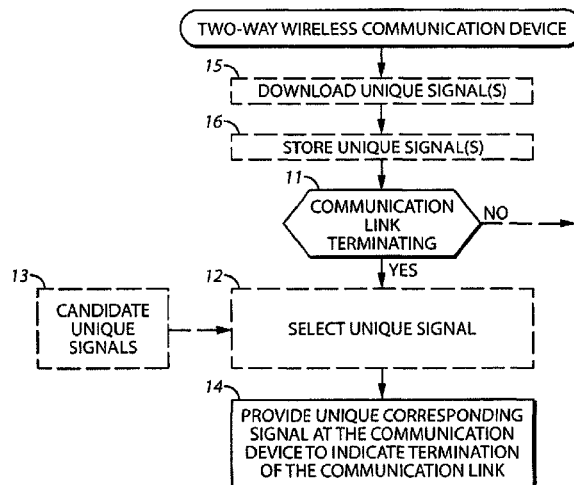 TWO-WAY WIRELESS COMMUNICATION DEVICE
15
DOWNLOAD UNIQUE SIGNAL(S)
16
STORE UNIQUE SIGNAL(S)
11
COMMUNICATION
LINK
TERMINATING
NO
YES
13
CANDIDATE
UNIQUE
SIGNALS
12
SELECT UNIQUE SIGNAL
14
PROVIDE UNIQUE CORRESPONDING
SIGNAL AT THE COMMUNICATION
DEVICE TO INDICATE TERMINATION
OF THE COMMUNICATION LINK